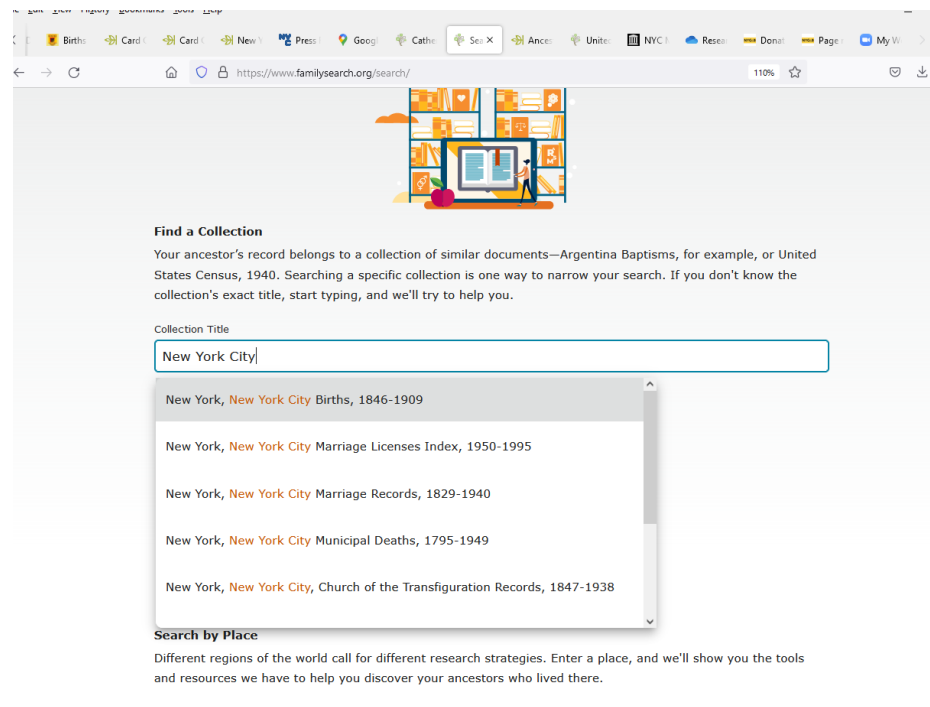 Edit View History Bookmarks Tools Help
Births Card New Press Googl Cathe Sea Ances Unitec NYC Resea Donat Page My W
https://www.familysearch.org/search/ 110%
Find a Collection
Your ancestor’s record belongs to a collection of similar documents—Argentina Baptisms, for example, or United
States Census, 1940. Searching a specific collection is one way to narrow your search. If you don't know the
collection's exact title, start typing, and we'll try to help you.
Collection Title
New York City
New York, New York City Births, 1846-1909
New York, New York City Marriage Licenses Index, 1950-1995
New York, New York City Marriage Records, 1829-1940
New York, New York City Municipal Deaths, 1795-1949
New York, New York City, Church of the Transfiguration Records, 1847-1938
Search by Place
Different regions of the world call for different research strategies. Enter a place, and we'll show you the tools
and resources we have to help you discover your ancestors who lived there.